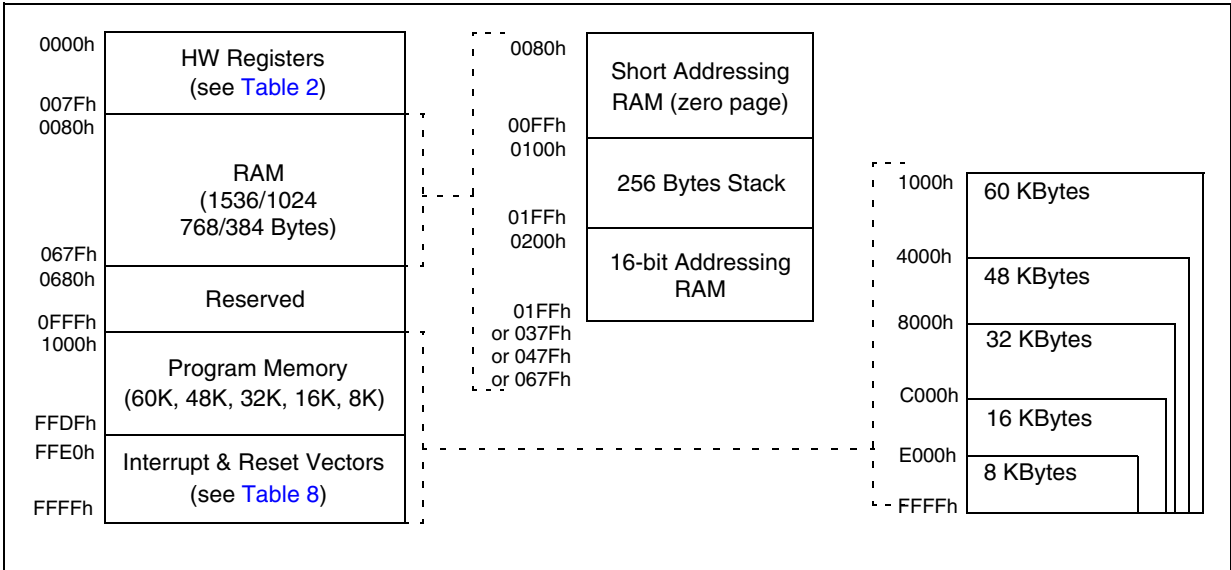 0000h
HW Registers
(see Table 2)
007Fh
0080h
RAM
(1536/1024
768/384 Bytes)
067Fh
0680h
Reserved
0FFFh
1000h
Program Memory
(60K, 48K, 32K, 16K, 8K)
FFDFh
FFE0h
Interrupt & Reset Vectors
(see Table 8)
FFFFh
0080h
Short Addressing
RAM (zero page)
00FFh
0100h
256 Bytes Stack
01FFh
0200h
16-bit Addressing
RAM
01FFh
or 037Fh
or 047Fh
or 067Fh
1000h
60 KBytes
4000h
48 KBytes
8000h
32 KBytes
C000h
16 KBytes
E000h
8 KBytes
FFFFh